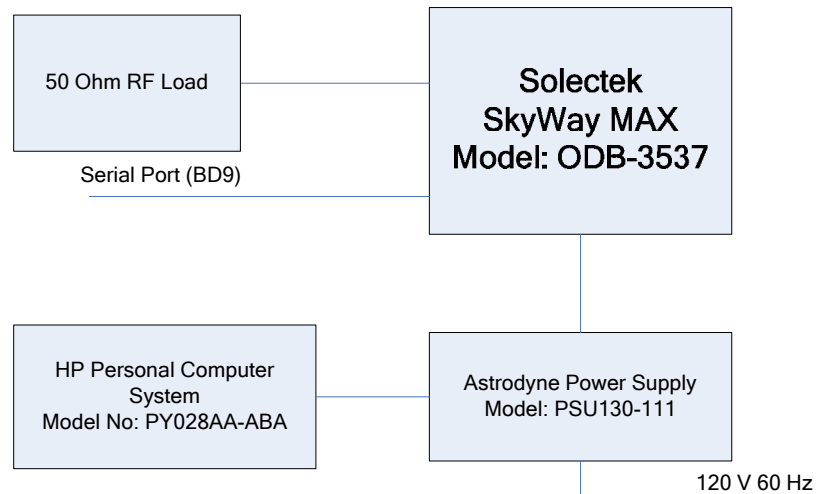 50 Ohm RF Load
Solectek
SkyWay MAX
Model: ODB-3537
Serial Port (BD9)
HP Personal Computer
System
Model No: PY028AA-ABA
Astrodyne Power Supply
Model: PSU130-111
120 V 60 Hz